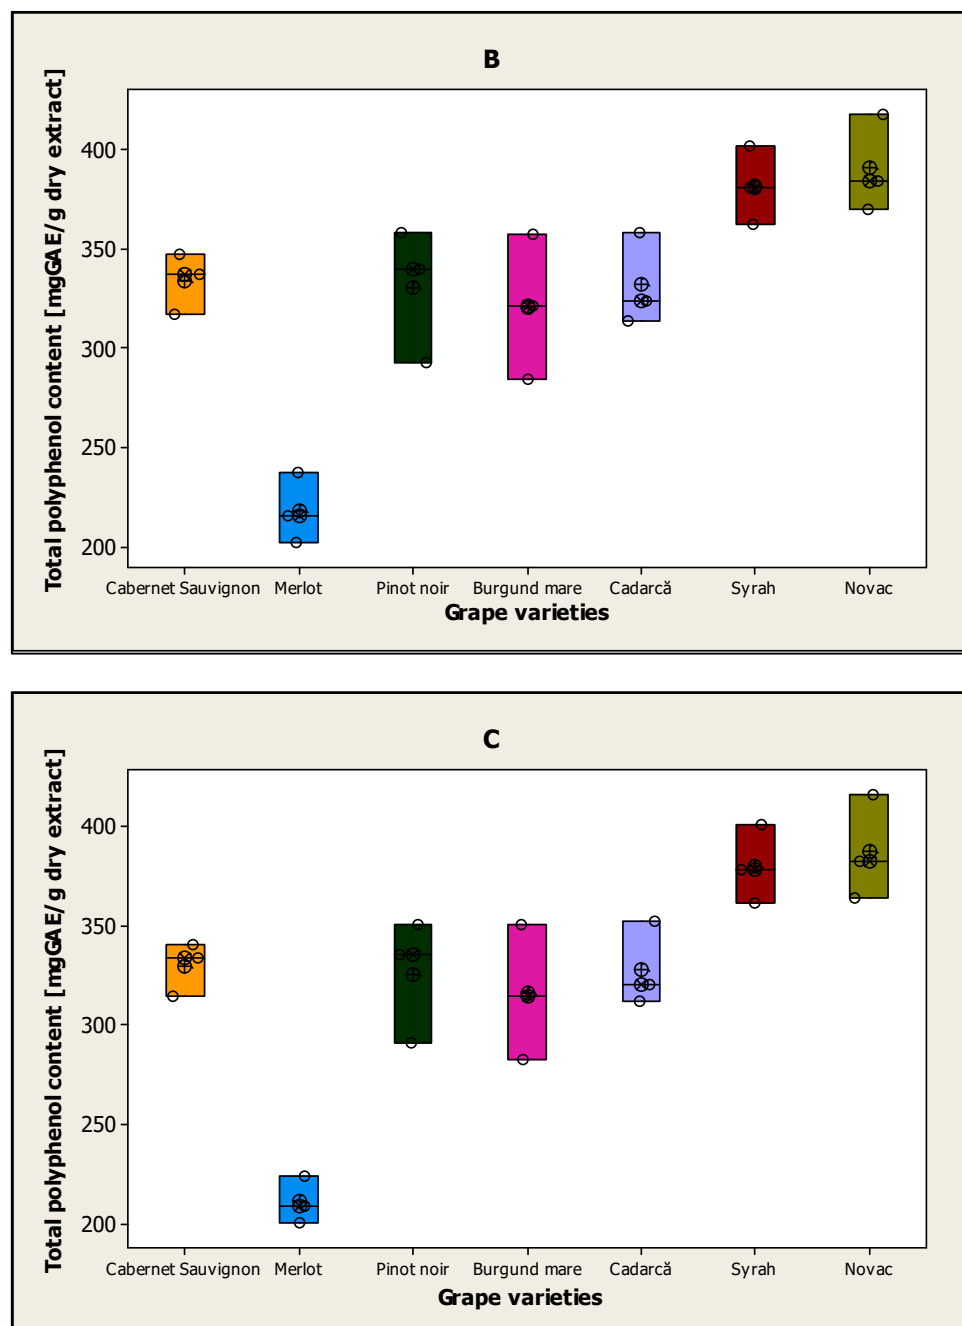 B
Total polyphenol content [mgGAE/g dry extract]
400
350
300
250
200
Cabernet Sauvignon Merlot Pinot noir Burgund mare Cadarcă Syrah Novac
Grape varieties
C
Total polyphenol content [mgGAE/g dry extract]
400
350
300
250
200
Cabernet Sauvignon Merlot Pinot noir Burgund mare Cadarcă Syrah Novac
Grape varieties